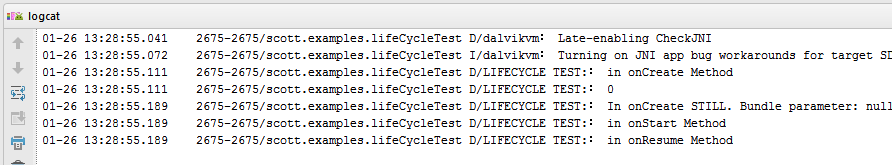 logcat
01-26 13:28:55.041 2675-2675/scott.examples.lifeCycleTest D/dalvikvm: Late-enabling CheckJNI
01-26 13:28:55.072 2675-2675/scott.examples.lifeCycleTest I/dalvikvm: Turning on JNI app bug workarounds for target SD
01-26 13:28:55.111 2675-2675/scott.examples.lifeCycleTest D/LIFECYCLE TEST:: in onCreate Method
01-26 13:28:55.111 2675-2675/scott.examples.lifeCycleTest D/LIFECYCLE TEST:: 0
01-26 13:28:55.189 2675-2675/scott.examples.lifeCycleTest D/LIFECYCLE TEST:: In onCreate STILL. Bundle parameter: null
01-26 13:28:55.189 2675-2675/scott.examples.lifeCycleTest D/LIFECYCLE TEST:: in onStart Method
01-26 13:28:55.189 2675-2675/scott.examples.lifeCycleTest D/LIFECYCLE TEST:: in onResume Method